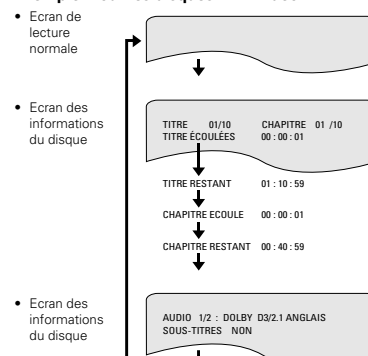 • Ecran de
lecture
normale
• Ecran des
informations
du disque
TITRE 01/10 CHAPITRE 01 /10
TITRE ÉCOULÉES 00 : 00 : 01
TITRE RESTANT 01 : 10 : 59
CHAPITRE ECOULE 00 : 00 : 01
CHAPITRE RESTANT 00 : 40 : 59
• Ecran des
informations
du disque
AUDIO 1/2 : DOLBY D3/2.1 ANGLAIS
SOUS-TITRES NON